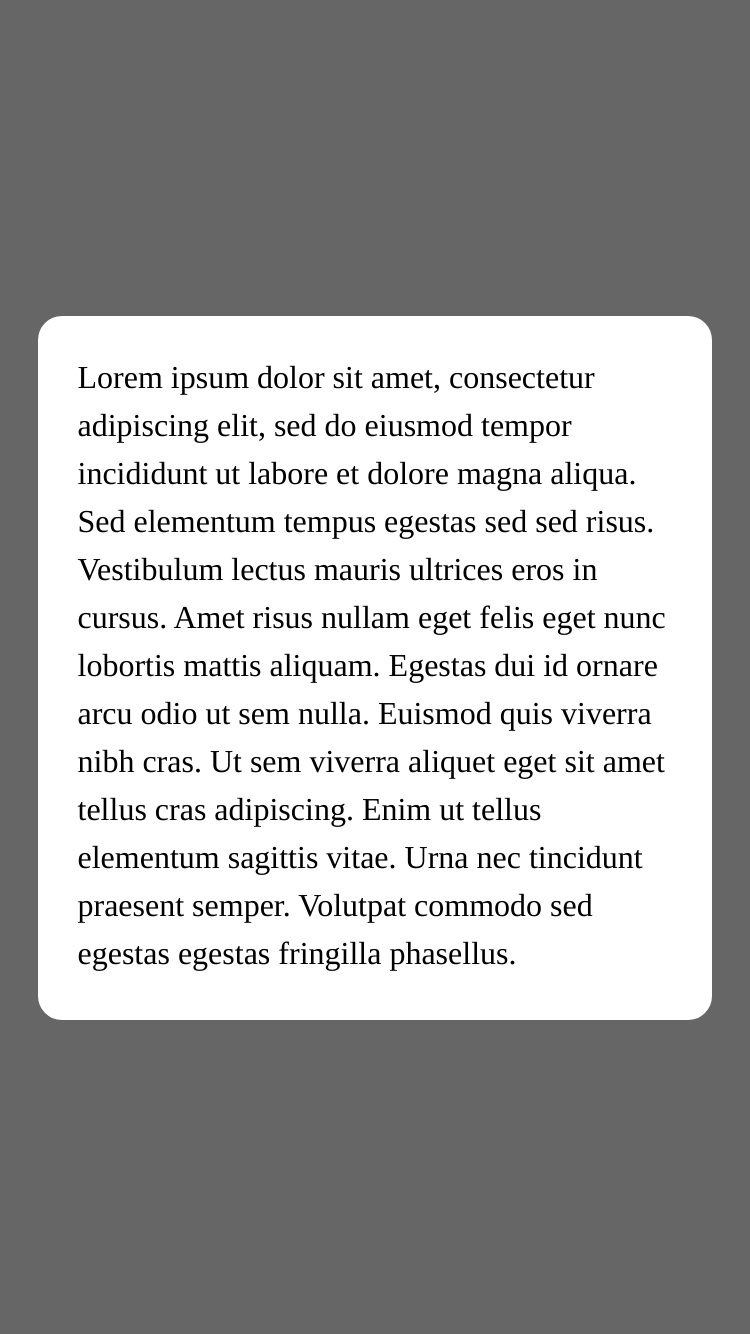 Lorem ipsum dolor sit amet, consectetur
adipiscing elit, sed do eiusmod tempor
incididunt ut labore et dolore magna aliqua.
Sed elementum tempus egestas sed sed risus.
Vestibulum lectus mauris ultrices eros in
cursus. Amet risus nullam eget felis eget nunc
lobortis mattis aliquam. Egestas dui id ornare
arcu odio ut sem nulla. Euismod quis viverra
nibh cras. Ut sem viverra aliquet eget sit amet
tellus cras adipiscing. Enim ut tellus
elementum sagittis vitae. Urna nec tincidunt
praesent semper. Volutpat commodo sed
egestas egestas fringilla phasellus.